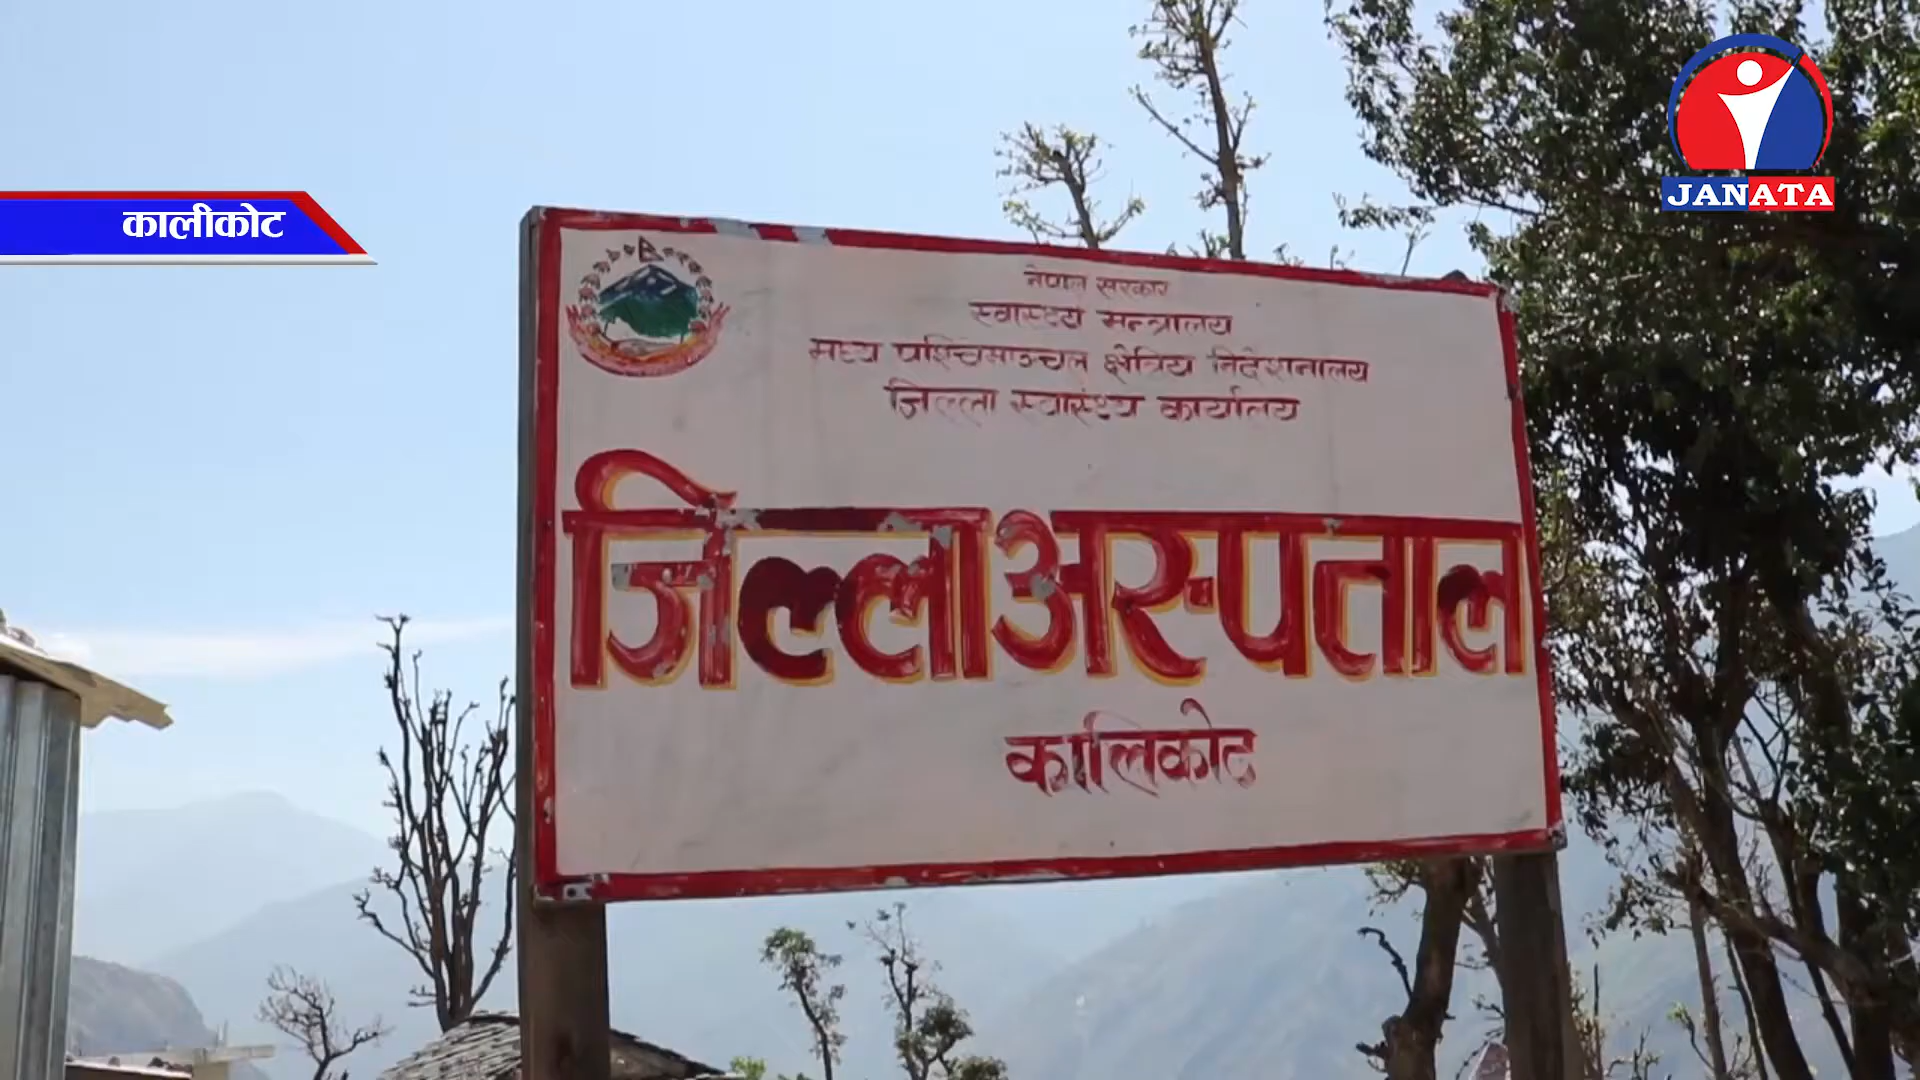 कालीकोट
JANATA
नेपाल सरकार
स्वास्थ्य मन्त्रालय
मध्य पश्चिमाञ्चल क्षेत्रिय निर्देशनालय
जिल्ला स्वास्थ्य कार्यालय
जिल्ला अस्पताल
कालिकोट